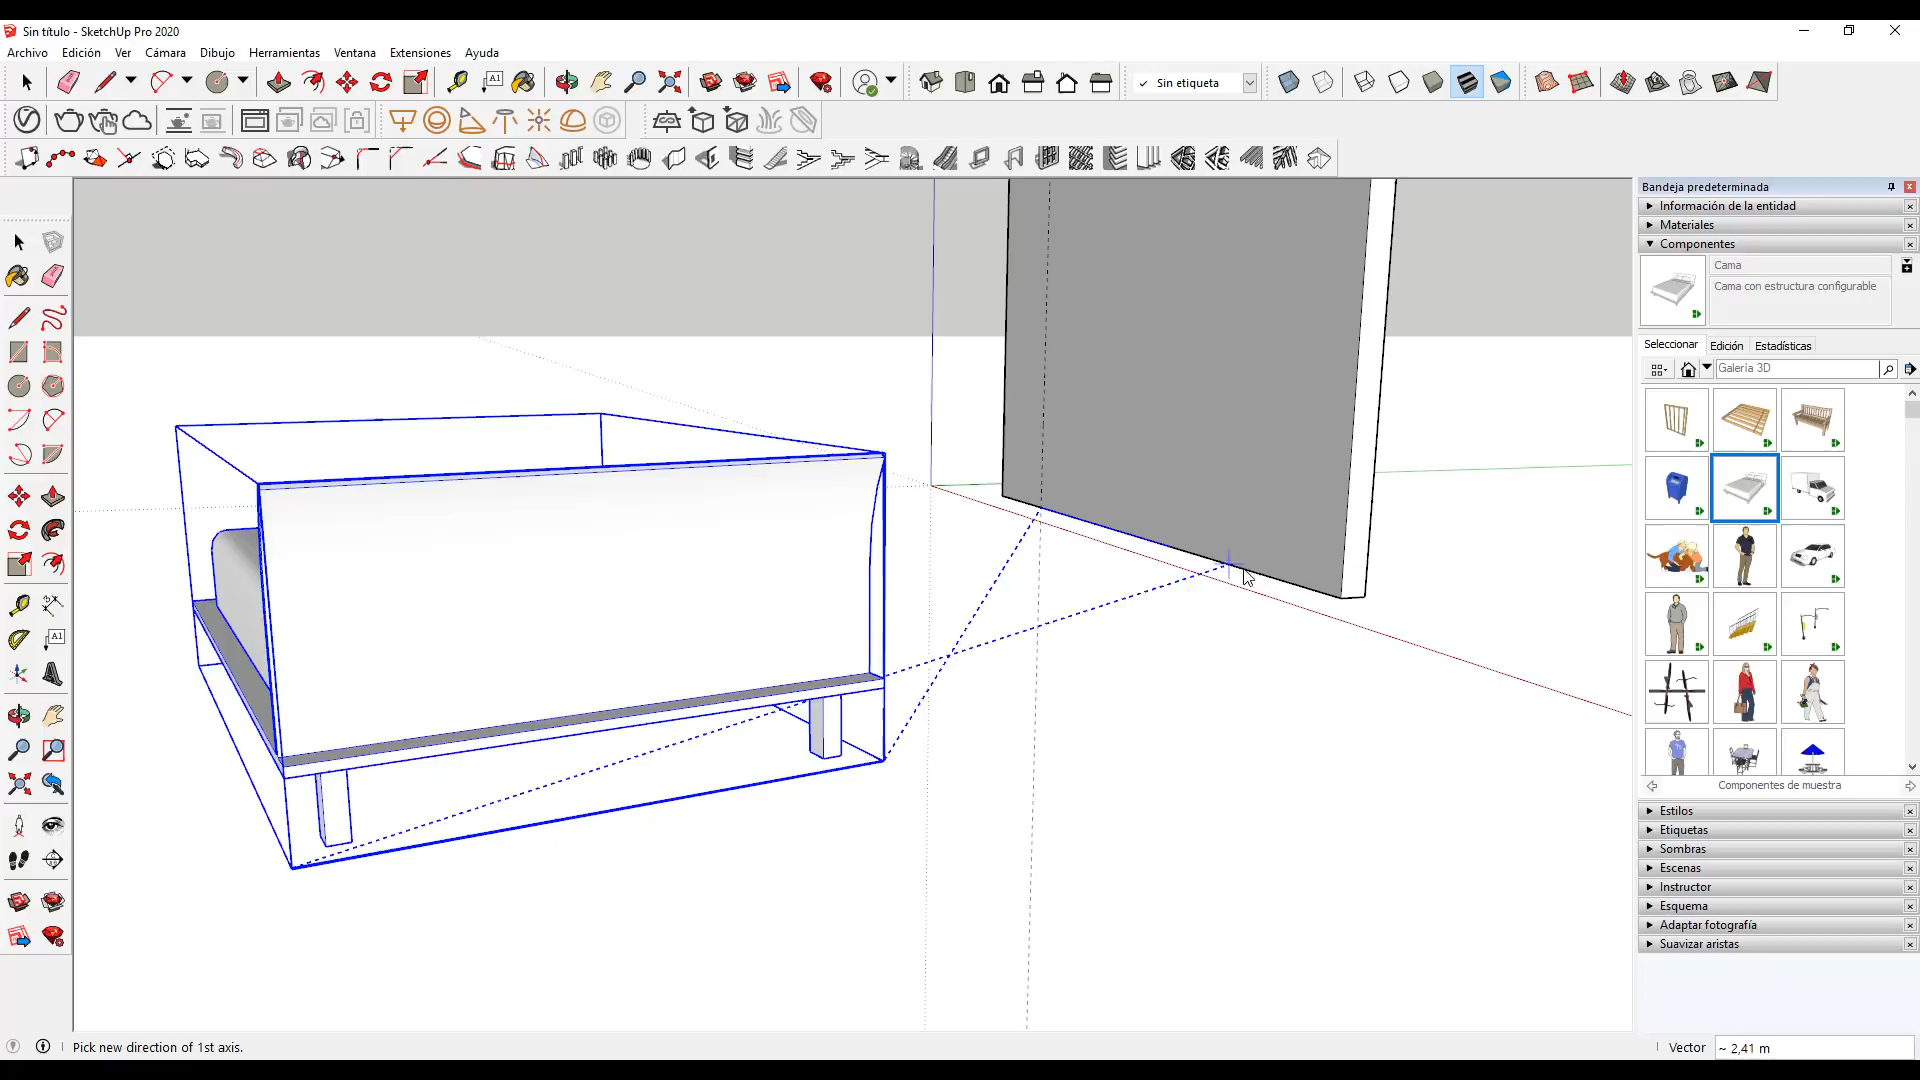 Sin título - SketchUp Pro 2020
Archivo Edición Ver Cámara Dibujo Herramientas Ventana Extensiones Ayuda
A1
Sin etiqueta
Bandeja predeterminada
Información de la entidad
Materiales
Componentes
Cama
Cama con estructura configurable
Seleccionar Edición Estadísticas
Galería 3D
A1
Componentes de muestra
Estilos
Etiquetas
Sombras
Escenas
Instructor
Esquema
Adaptar fotografía
Suavizar aristas
Pick new direction of 1st axis.
Vector ~ 2,41 m